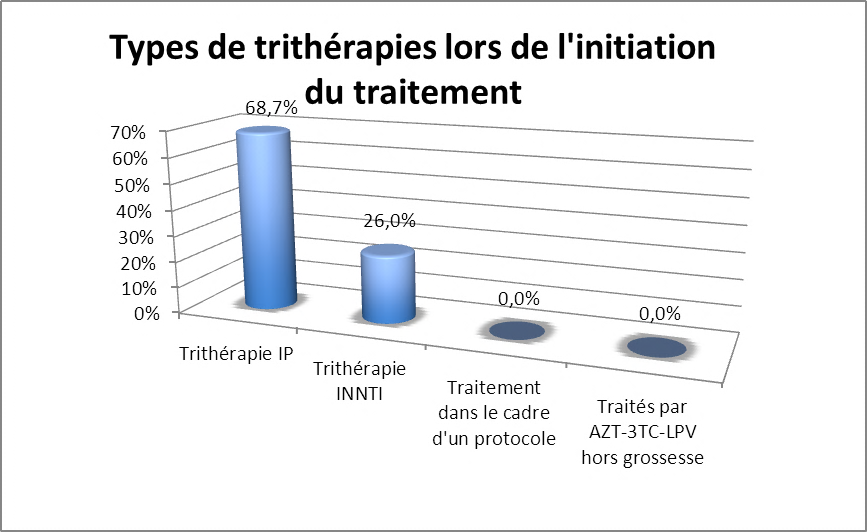 Types de trithérapies lors de l'initiation
du traitement
68,7%
70%
60%
50%
40%
30%
20%
10%
0%
26,0%
0,0%
0,0%
Trithérapie IP
Trithérapie
INNTI
Traitement
dans le cadre
d'un protocole
Traités par
AZT-3TC-LPV
hors grossesse